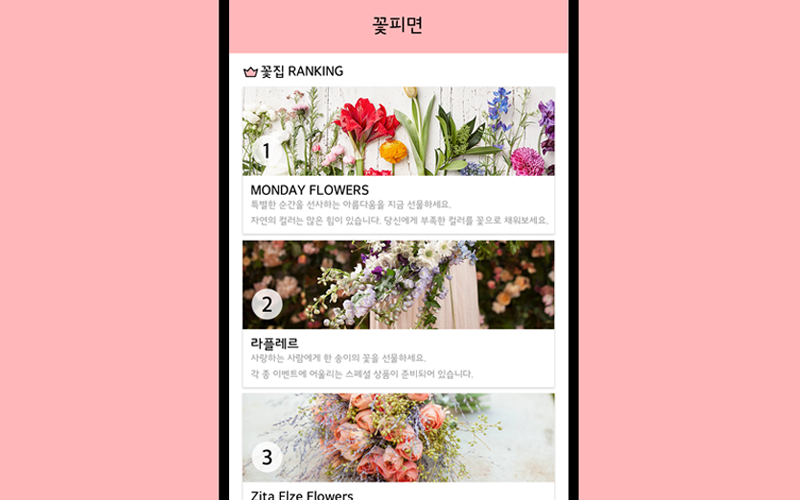 꽃피면
꽃집 RANKING
1
MONDAY FLOWERS
특별한 순간을 선사하는 아름다움을 지금 선물하세요.
자연의 컬러는 많은 힘이 있습니다. 당신에게 부족한 컬러를 꽃으로 채워보세요.
2
라플레르
사랑하는 사람에게 한 송이의 꽃을 선물하세요.
각 종 이벤트에 어울리는 스페셜 상품이 준비되어 있습니다.
3
Zita Elze Flowers